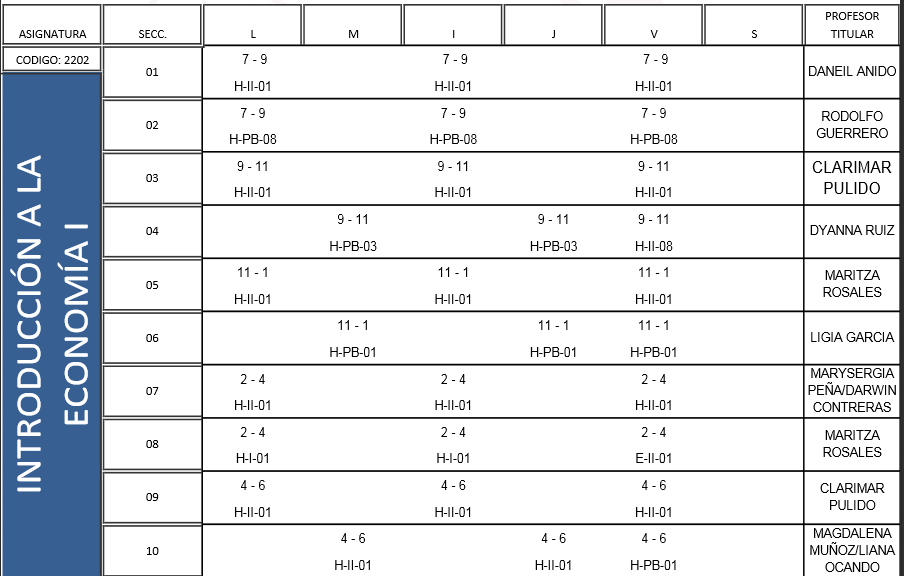 ASIGNATURA SECC. L M I J V S PROFESOR TITULAR
CODIGO: 2202
INTRODUCCIÓN A LA
ECONOMÍA I
01 7 - 9 7 - 9 7 - 9 DANEIL ANIDO
H-II-01 H-II-01 H-II-01
02 7 - 9 7 - 9 7 - 9 RODOLFO
H-PB-08 H-PB-08 H-PB-08 GUERRERO
03 9 - 11 9 - 11 9 - 11 CLARIMAR
H-II-01 H-II-01 H-II-01 PULIDO
04 9 - 11 9 - 11 9 - 11 DYANNA RUIZ
H-PB-03 H-PB-03 H-II-08
05 11 - 1 11 - 1 11 - 1 MARITZA
H-II-01 H-II-01 H-II-01 ROSALES
06 11 - 1 11 - 1 11 - 1 LIGIA GARCIA
H-PB-01 H-PB-01 H-PB-01
07 2 - 4 2 - 4 2 - 4 MARYSERGIA
PEÑA/DARWIN
H-II-01 H-II-01 H-II-01 CONTRERAS
08 2 - 4 2 - 4 2 - 4 MARITZA
H-I-01 H-I-01 E-II-01 ROSALES
09 4 - 6 4 - 6 4 - 6 CLARIMAR
H-II-01 H-II-01 H-II-01 PULIDO
10 4 - 6 4 - 6 4 - 6 MAGDALENA
MUÑOZ/LIANA
H-II-01 H-II-01 H-PB-01 OCANDO